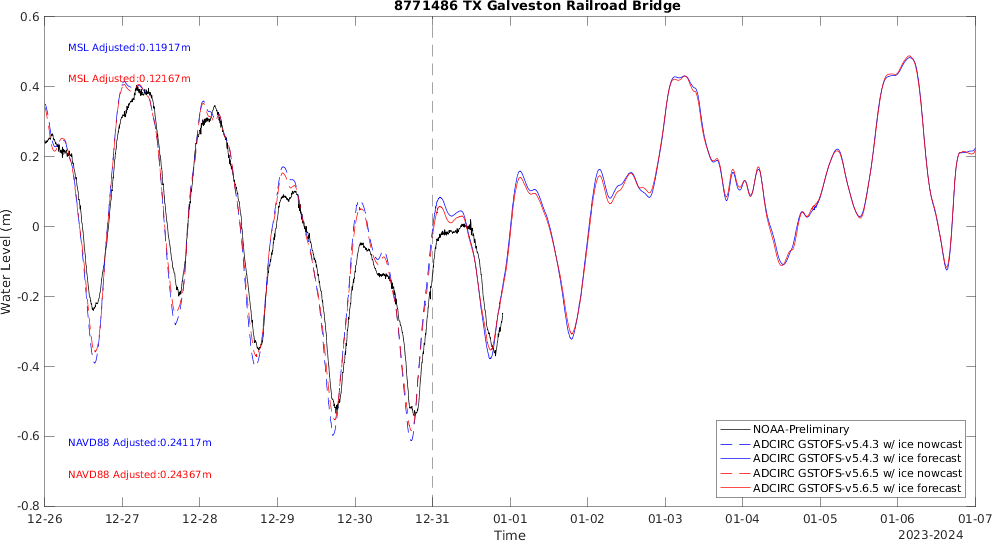 8771486 TX Galveston Railroad Bridge
0.6
0.4
0.2
0
-0.2
-0.4
-0.6
-0.8
Water Level (m)
MSL Adjusted:0.11917m
MSL Adjusted:0.12167m
NAVD88 Adjusted:0.24117m
NAVD88 Adjusted:0.24367m
NOAA-Preliminary
ADCIRC GSTOFS-v5.4.3 w/ ice nowcast
ADCIRC GSTOFS-v5.4.3 w/ ice forecast
ADCIRC GSTOFS-v5.6.5 w/ ice nowcast
ADCIRC GSTOFS-v5.6.5 w/ ice forecast
12-26 12-27 12-28 12-29 12-30 12-31 01-01 01-02 01-03 01-04 01-05 01-06 01-07
Time
2023-2024